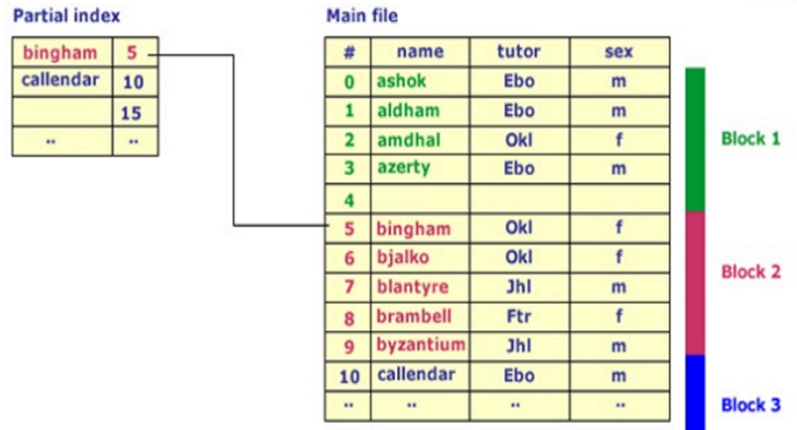 Partial index
bingham 5
callendar 10
15
.. ..
Main file
# name tutor sex
0 ashok Ebo m
1 aldham Ebo m
2 amdhal Okl f
3 azerty Ebo m
4
5 bingham Okl f
6 bjalko Okl f
7 blantyre Jhl m
8 brambell Ftr f
9 byzantium Jhl m
10 callendar Ebo m
.. .. .. ..
Block 1
Block 2
Block 3